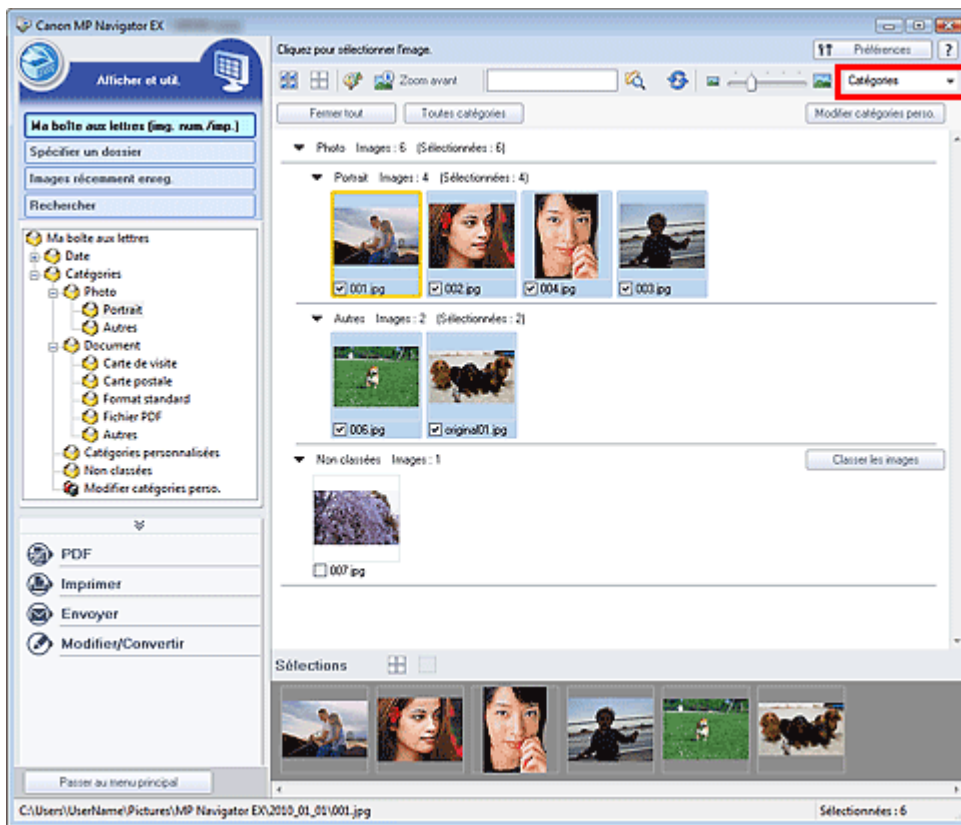 Canon MP Navigator EX
Cliquez pour sélectionner l'image.
Préférences
?
Afficher et util.
Zoom avant
Catégories
Fermer tout
Toutes catégories
Modifier catégories perso.
Ma boîte aux lettres (img. num./imp.)
Spécifier un dossier
Images récemment enreg.
Rechercher
Ma boîte aux lettres
Date
Catégories
Photo
Portrait
Autres
Document
Carte de visite
Carte postale
Format standard
Fichier PDF
Autres
Catégories personnalisées
Non classées
Modifier catégories perso.
PDF
Imprimer
Envoyer
Modifier/Convertir
Passer au menu principal
Photo Images : 6 (Sélectionnées : 6)
Portrait Images : 4 (Sélectionnées : 4)
001.jpg
002.jpg
004.jpg
003.jpg
Autres Images : 2 (Sélectionnées : 2)
006.jpg
original01.jpg
Non classées Images : 1
Classer les images
007.jpg
Sélections
C:\Users\UserName\Pictures\MP Navigator EX\2010_01_01\001.jpg
Sélectionnées : 6